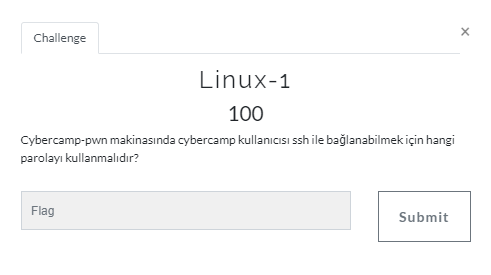 Challenge
×
Linux-1
100
Cybercamp-pwn makinasında cybercamp kullanıcısı ssh ile bağlanabilmek için hangi
parolayı kullanmalıdır?
Flag
Submit